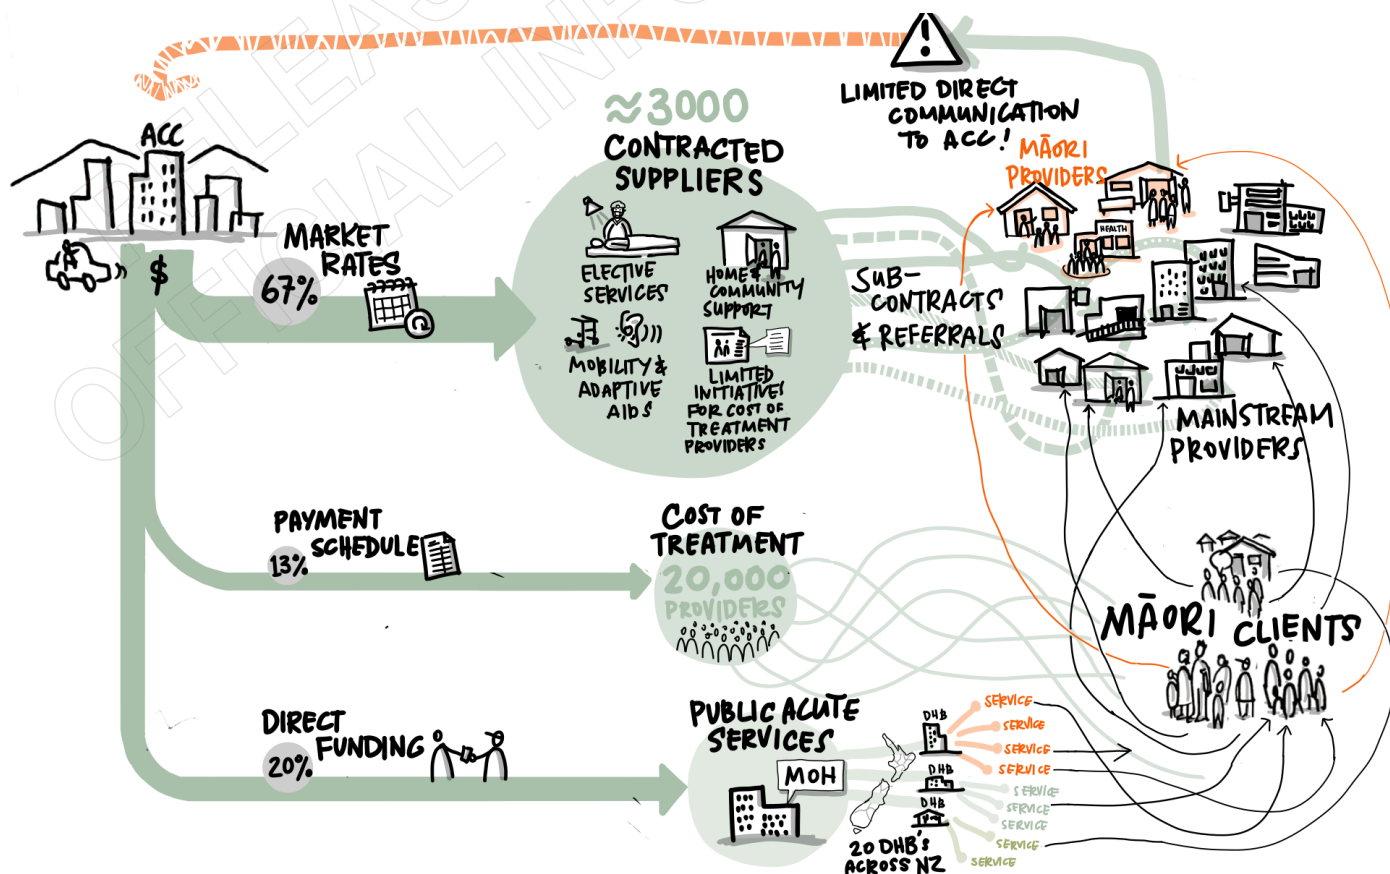 RELEAS
OFFICIAL INF
≈3000
CONTRACTED
SUPPLIERS
ACC
LIMITED DIRECT
COMMUNICATION
TO ACC!
MĀORI
PROVIDERS
HEALTH
$
MARKET
RATES
67%
ELECTIVE
SERVICES
HOME &
COMMUNITY
SUPPORT
MOBILITY &
ADAPTIVE
AIDS
LIMITED
INITIATIVES
FOR COST OF
TREATMENT
PROVIDERS
SUB-
CONTRACTS
& REFERRALS
MAINSTREAM
PROVIDERS
PAYMENT
SCHEDULE
13%
COST OF
TREATMENT
20,000
PROVIDERS
MĀORI CLIENTS
DIRECT
FUNDING
20%
PUBLIC ACUTE
SERVICES
MOH
DHB
DHB
DHB
20 DHB's
ACROSS NZ
SERVICE
SERVICE
SERVICE
SERVICE
SERVICE
SERVICE
SERVICE
SERVICE
SERVICE